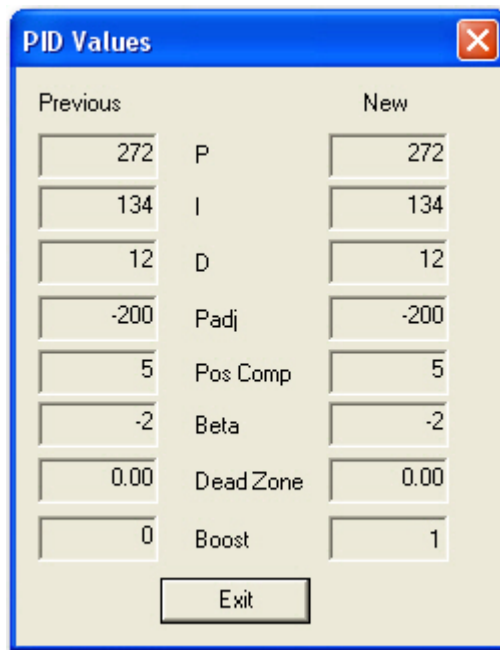 PID Values
Previous New
272 P 272
134 I 134
12 D 12
-200 Padj -200
5 Pos Comp 5
-2 Beta -2
0.00 Dead Zone 0.00
0 Boost 1
Exit